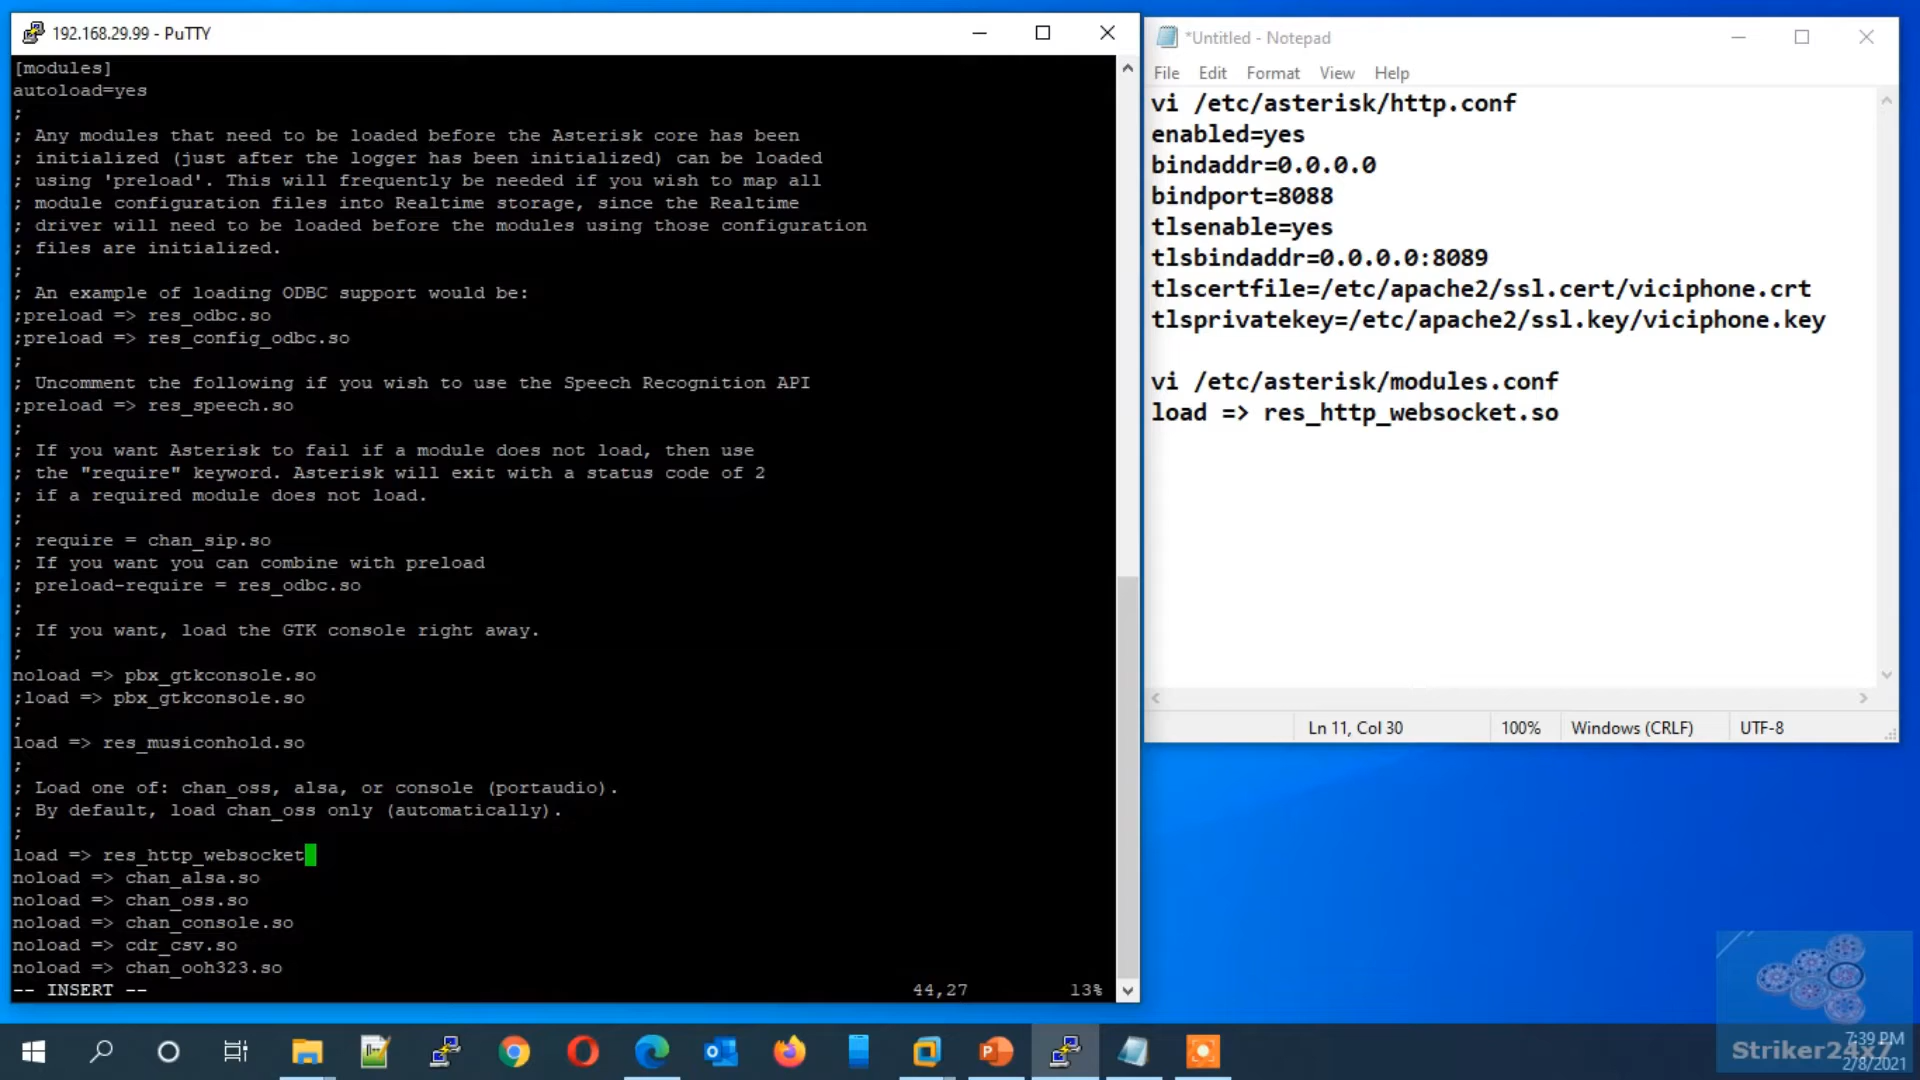 192.168.29.99 - PuTTY
[modules]
autoload=yes
;
; Any modules that need to be loaded before the Asterisk core has been
; initialized (just after the logger has been initialized) can be loaded
; using 'preload'. This will frequently be needed if you wish to map all
; module configuration files into Realtime storage, since the Realtime
; driver will need to be loaded before the modules using those configuration
; files are initialized.
;
; An example of loading ODBC support would be:
;preload => res_odbc.so
;preload => res_config_odbc.so
;
; Uncomment the following if you wish to use the Speech Recognition API
;preload => res_speech.so
;
; If you want Asterisk to fail if a module does not load, then use
; the "require" keyword. Asterisk will exit with a status code of 2
; if a required module does not load.
;
; require = chan_sip.so
; If you want you can combine with preload
; preload-require = res_odbc.so
;
; If you want, load the GTK console right away.
;
noload => pbx_gtkconsole.so
;load => pbx_gtkconsole.so
;
load => res_musiconhold.so
;
; Load one of: chan_oss, alsa, or console (portaudio).
; By default, load chan_oss only (automatically).
;
load => res_http_websocket
noload => chan_alsa.so
noload => chan_oss.so
noload => chan_console.so
noload => cdr_csv.so
noload => chan_ooh323.so
-- INSERT -- 44,27 13%
*Untitled - Notepad
File Edit Format View Help
vi /etc/asterisk/http.conf
enabled=yes
bindaddr=0.0.0.0
bindport=8088
tlsenable=yes
tlsbindaddr=0.0.0.0:8089
tlscertfile=/etc/apache2/ssl.cert/viciphone.crt
tlsprivatekey=/etc/apache2/ssl.key/viciphone.key
vi /etc/asterisk/modules.conf
load => res_http_websocket.so
Ln 11, Col 30 100% Windows (CRLF) UTF-8
7:39 PM
Striker24x7
2/8/2021